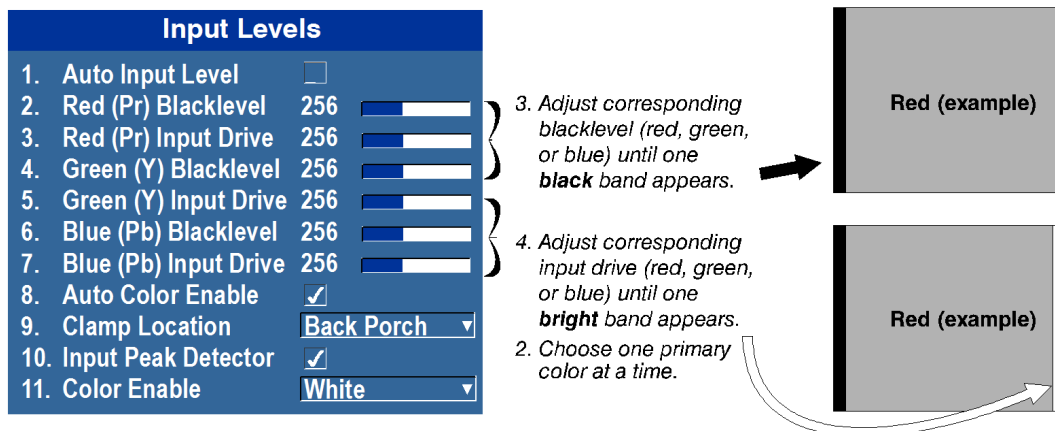 Input Levels
1. Auto Input Level
2. Red (Pr) Blacklevel 256
3. Red (Pr) Input Drive 256
4. Green (Y) Blacklevel 256
5. Green (Y) Input Drive 256
6. Blue (Pb) Blacklevel 256
7. Blue (Pb) Input Drive 256
8. Auto Color Enable
9. Clamp Location Back Porch
10. Input Peak Detector
11. Color Enable White
3. Adjust corresponding
blacklevel (red, green,
or blue) until one
black band appears.
4. Adjust corresponding
input drive (red, green,
or blue) until one
bright band appears.
2. Choose one primary
color at a time.
Red (example)
Red (example)